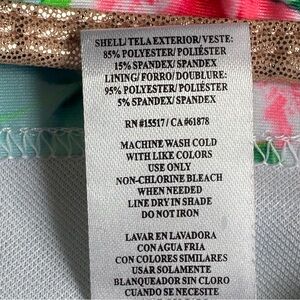 SHELL/TELA EXTERIOR/VESTE:
85% POLYESTER/POLIÉSTER
15% SPANDEX/SPANDEX
LINING/FORRO/DOUBLURE:
95% POLYESTER/POLIÉSTER
5% SPANDEX/SPANDEX
RN #15517/ CA #61878
MACHINE WASH COLD
WITH LIKE COLORS
USE ONLY
NON-CHLORINE BLEACH
WHEN NEEDED
LINE DRY IN SHADE
DO NOT IRON
LAVAR EN LAVADORA
CON AGUA FRIA
CON COLORES SIMILARES
USAR SOLAMENTE
BLANQUEADOR SIN CLORO
CUANDO SE NECESITE